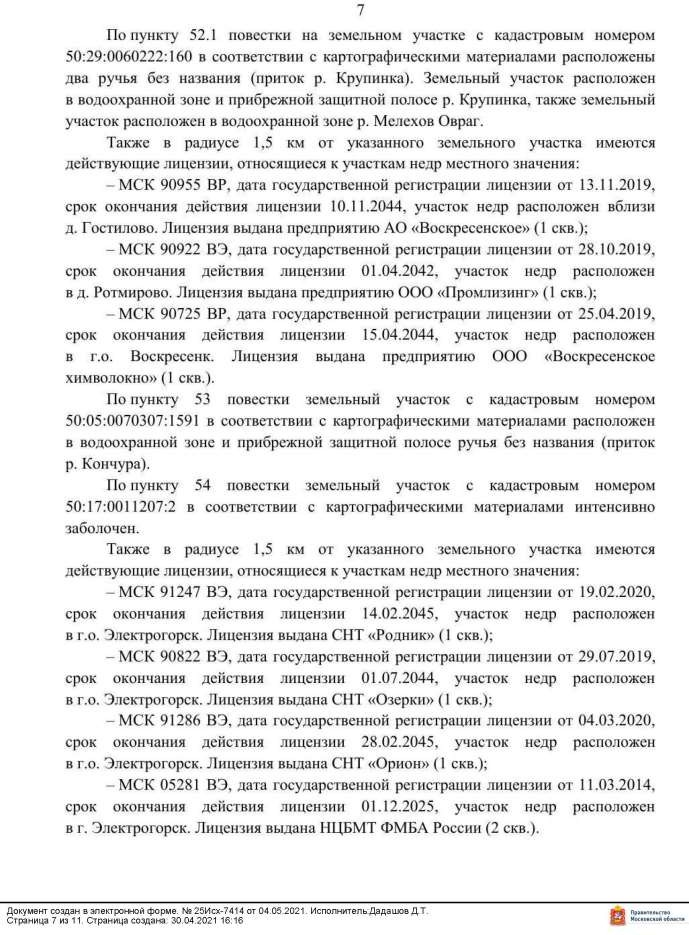 7
По пункту 52.1 повестки на земельном участке с кадастровым номером
50:29:0060222:160 в соответствии с картографическими материалами расположены
два ручья без названия (приток р. Крупинка). Земельный участок расположен
в водоохранной зоне и прибрежной защитной полосе р. Крупинка, также земельный
участок расположен в водоохранной зоне р. Мелехов Овраг.
Также в радиусе 1,5 км от указанного земельного участка имеются
действующие лицензии, относящиеся к участкам недр местного значения:
– МСК 90955 ВР, дата государственной регистрации лицензии от 13.11.2019,
срок окончания действия лицензии 10.11.2044, участок недр расположен вблизи
д. Гостилово. Лицензия выдана предприятию АО «Воскресенское» (1 скв.);
– МСК 90922 ВЭ, дата государственной регистрации лицензии от 28.10.2019,
срок окончания действия лицензии 01.04.2042, участок недр расположен
в д. Ротмирово. Лицензия выдана предприятию ООО «Промлизинг» (1 скв.);
– МСК 90725 ВР, дата государственной регистрации лицензии от 25.04.2019,
срок окончания действия лицензии 15.04.2044, участок недр расположен
в г.о. Воскресенк. Лицензия выдана предприятию ООО «Воскресенское
химволокно» (1 скв.).
По пункту 53 повестки земельный участок с кадастровым номером
50:05:0070307:1591 в соответствии с картографическими материалами расположен
в водоохранной зоне и прибрежной защитной полосе ручья без названия (приток
р. Кончура).
По пункту 54 повестки земельный участок с кадастровым номером
50:17:0011207:2 в соответствии с картографическими материалами интенсивно
заболочен.
Также в радиусе 1,5 км от указанного земельного участка имеются
действующие лицензии, относящиеся к участкам недр местного значения:
– МСК 91247 ВЭ, дата государственной регистрации лицензии от 19.02.2020,
срок окончания действия лицензии 14.02.2045, участок недр расположен
в г.о. Электрогорск. Лицензия выдана СНТ «Родник» (1 скв.);
– МСК 90822 ВЭ, дата государственной регистрации лицензии от 29.07.2019,
срок окончания действия лицензии 01.07.2044, участок недр расположен
в г.о. Электрогорск. Лицензия выдана СНТ «Озерки» (1 скв.);
– МСК 91286 ВЭ, дата государственной регистрации лицензии от 04.03.2020,
срок окончания действия лицензии 28.02.2045, участок недр расположен
в г.о. Электрогорск. Лицензия выдана СНТ «Орион» (1 скв.);
– МСК 05281 ВЭ, дата государственной регистрации лицензии от 11.03.2014,
срок окончания действия лицензии 01.12.2025, участок недр расположен
в г. Электрогорск. Лицензия выдана НЦБМТ ФМБА России (2 скв.).
Документ создан в электронной форме. № 25Исх-7414 от 04.05.2021. Исполнитель:Дадашов Д.Т.
Страница 7 из 11. Страница создана: 30.04.2021 16:16
Правительство
Московской области